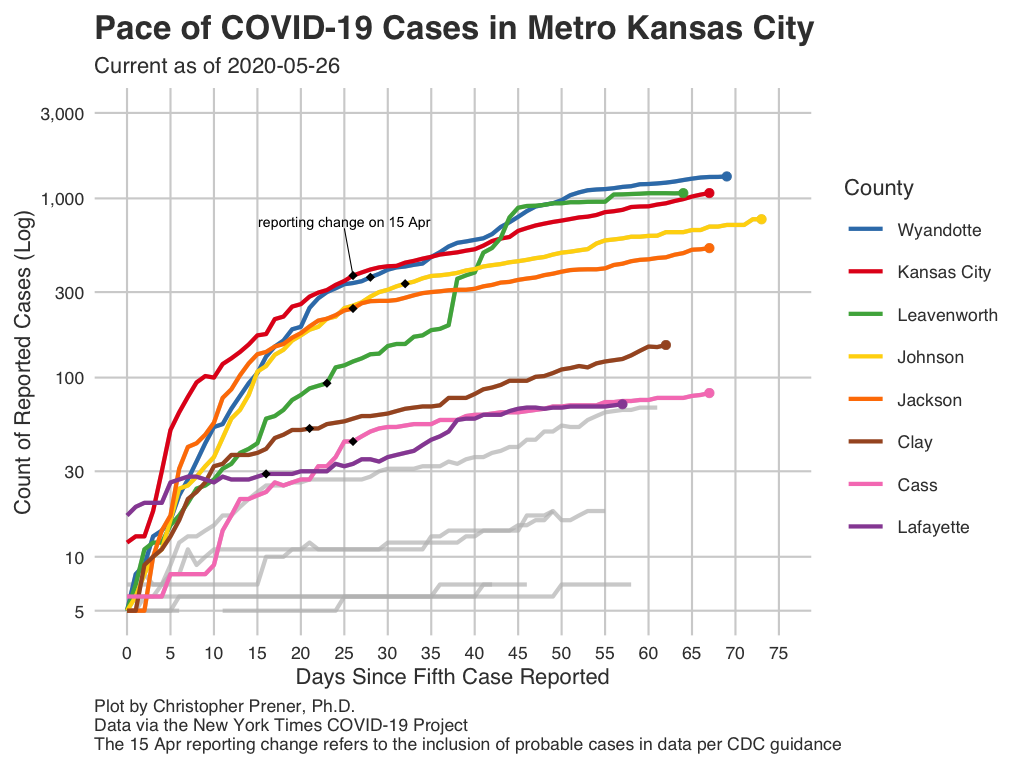 Pace of COVID-19 Cases in Metro Kansas City
Current as of 2020-05-26
Count of Reported Cases (Log)
3,000
1,000
300
100
30
10
5
reporting change on 15 Apr
0 5 10 15 20 25 30 35 40 45 50 55 60 65 70 75
Days Since Fifth Case Reported
County
Wyandotte
Kansas City
Leavenworth
Johnson
Jackson
Clay
Cass
Lafayette
Plot by Christopher Prener, Ph.D.
Data via the New York Times COVID-19 Project
The 15 Apr reporting change refers to the inclusion of probable cases in data per CDC guidance